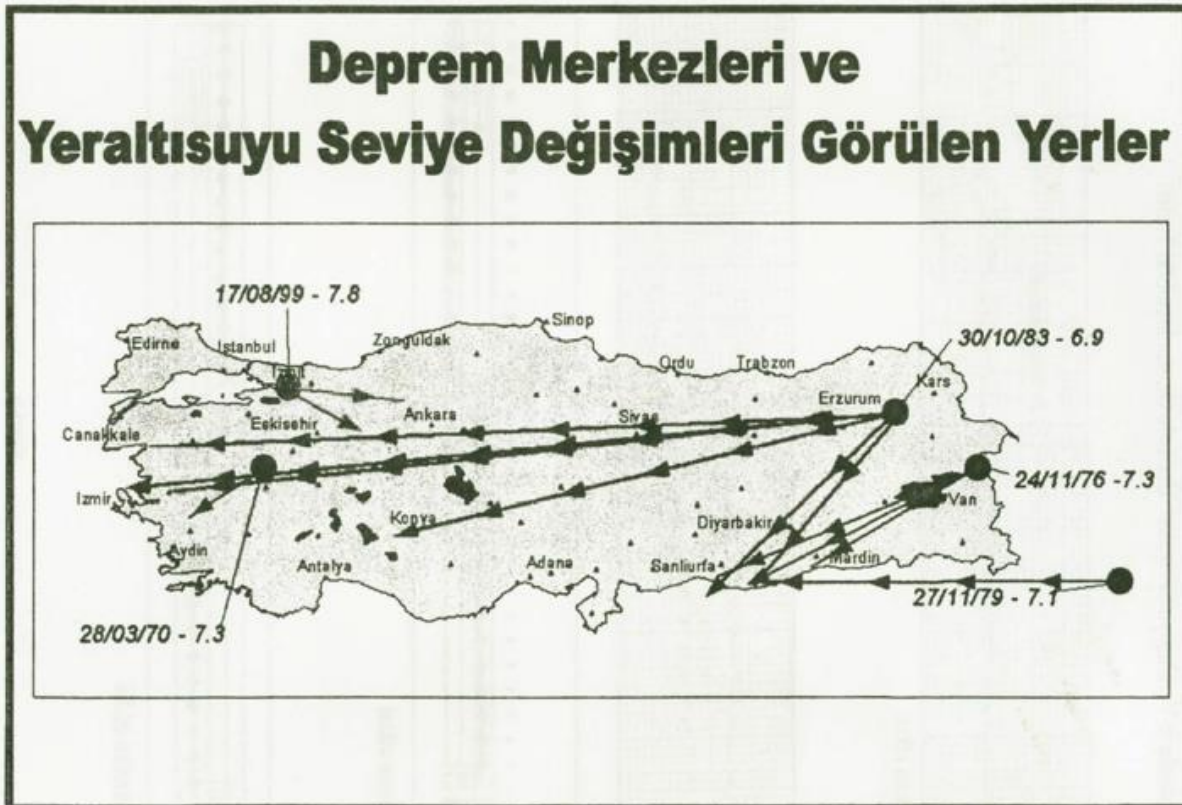 Deprem Merkezleri ve
Yeraltısuyu Seviye Değişimleri Görülen Yerler
17/08/99 - 7.8
Sinop
Edirne
Istanbul
Zonguldak
30/10/83 - 6.9
Ordu
Trabzon
Kars
Erzurum
Eskisehir
Ankara
Sivas
Canakkale
24/11/76 - 7.3
Izmir
Van
Konya
Diyarbakir
Aydin
Antalya
Adana
Sanliurfa
Mardin
27/11/79 - 7.1
28/03/70 - 7.3